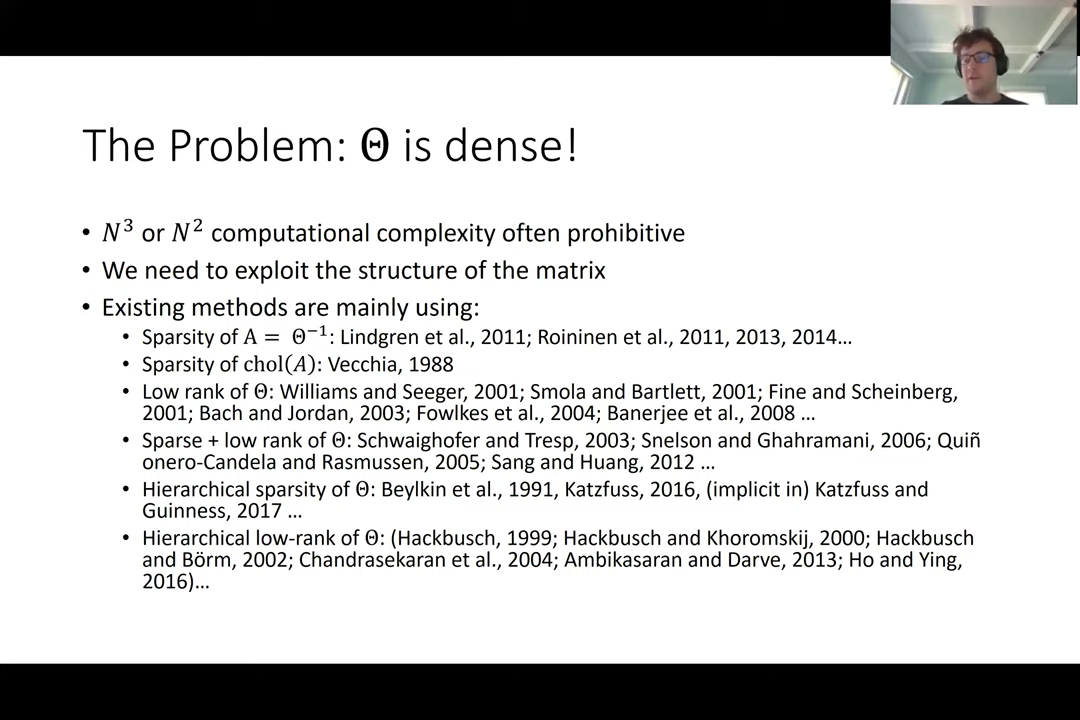 The Problem: Θ is dense!
• N³ or N² computational complexity often prohibitive
• We need to exploit the structure of the matrix
• Existing methods are mainly using:
• Sparsity of A = Θ⁻¹: Lindgren et al., 2011; Roininen et al., 2011, 2013, 2014…
• Sparsity of chol(A): Vecchia, 1988
• Low rank of Θ: Williams and Seeger, 2001; Smola and Bartlett, 2001; Fine and Scheinberg,
2001; Bach and Jordan, 2003; Fowlkes et al., 2004; Banerjee et al., 2008 …
• Sparse + low rank of Θ: Schwaighofer and Tresp, 2003; Snelson and Ghahramani, 2006; Quiñ
onero-Candela and Rasmussen, 2005; Sang and Huang, 2012 …
• Hierarchical sparsity of Θ: Beylkin et al., 1991, Katzfuss, 2016, (implicit in) Katzfuss and
Guinness, 2017 …
• Hierarchical low-rank of Θ: (Hackbusch, 1999; Hackbusch and Khoromskij, 2000; Hackbusch
and Börm, 2002; Chandrasekaran et al., 2004; Ambikasaran and Darve, 2013; Ho and Ying,
2016)…